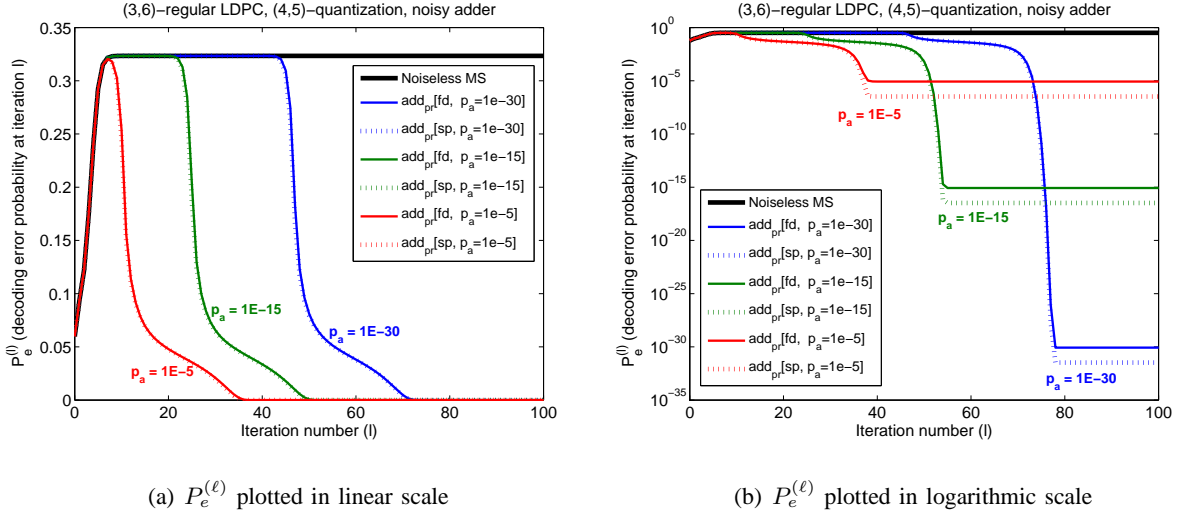 (3,6)−regular LDPC, (4,5)−quantization, noisy adder
0.35
0.3
0.25
0.2
0.15
0.1
0.05
0
0 20 40 60 80 100
P_e^(l) (decoding error probability at iteration l)
Iteration number (l)
Noiseless MS
add_pr[fd, p_a=1e−30)
add_pr[sp, p_a=1e−30)
add_pr[fd, p_a=1e−15)
add_pr[sp, p_a=1e−15)
add_pr[fd, p_a=1e−5]
add_pr[sp, p_a=1e−5]
p_a = 1E−15
p_a = 1E−30
p_a = 1E−5
(a) P_e^(ℓ) plotted in linear scale
(3,6)−regular LDPC, (4,5)−quantization, noisy adder
10^0
10^−5
10^−10
10^−15
10^−20
10^−25
10^−30
10^−35
0 20 40 60 80 100
P_e^(l) (decoding error probability at iteration l)
Iteration number (l)
p_a = 1E−5
p_a = 1E−15
p_a = 1E−30
Noiseless MS
add_pr[fd, p_a=1e−30)
add_pr[sp, p_a=1e−30)
add_pr[fd, p_a=1e−15)
add_pr[sp, p_a=1e−15)
add_pr[fd, p_a=1e−5]
add_pr[sp, p_a=1e−5]
(b) P_e^(ℓ) plotted in logarithmic scale